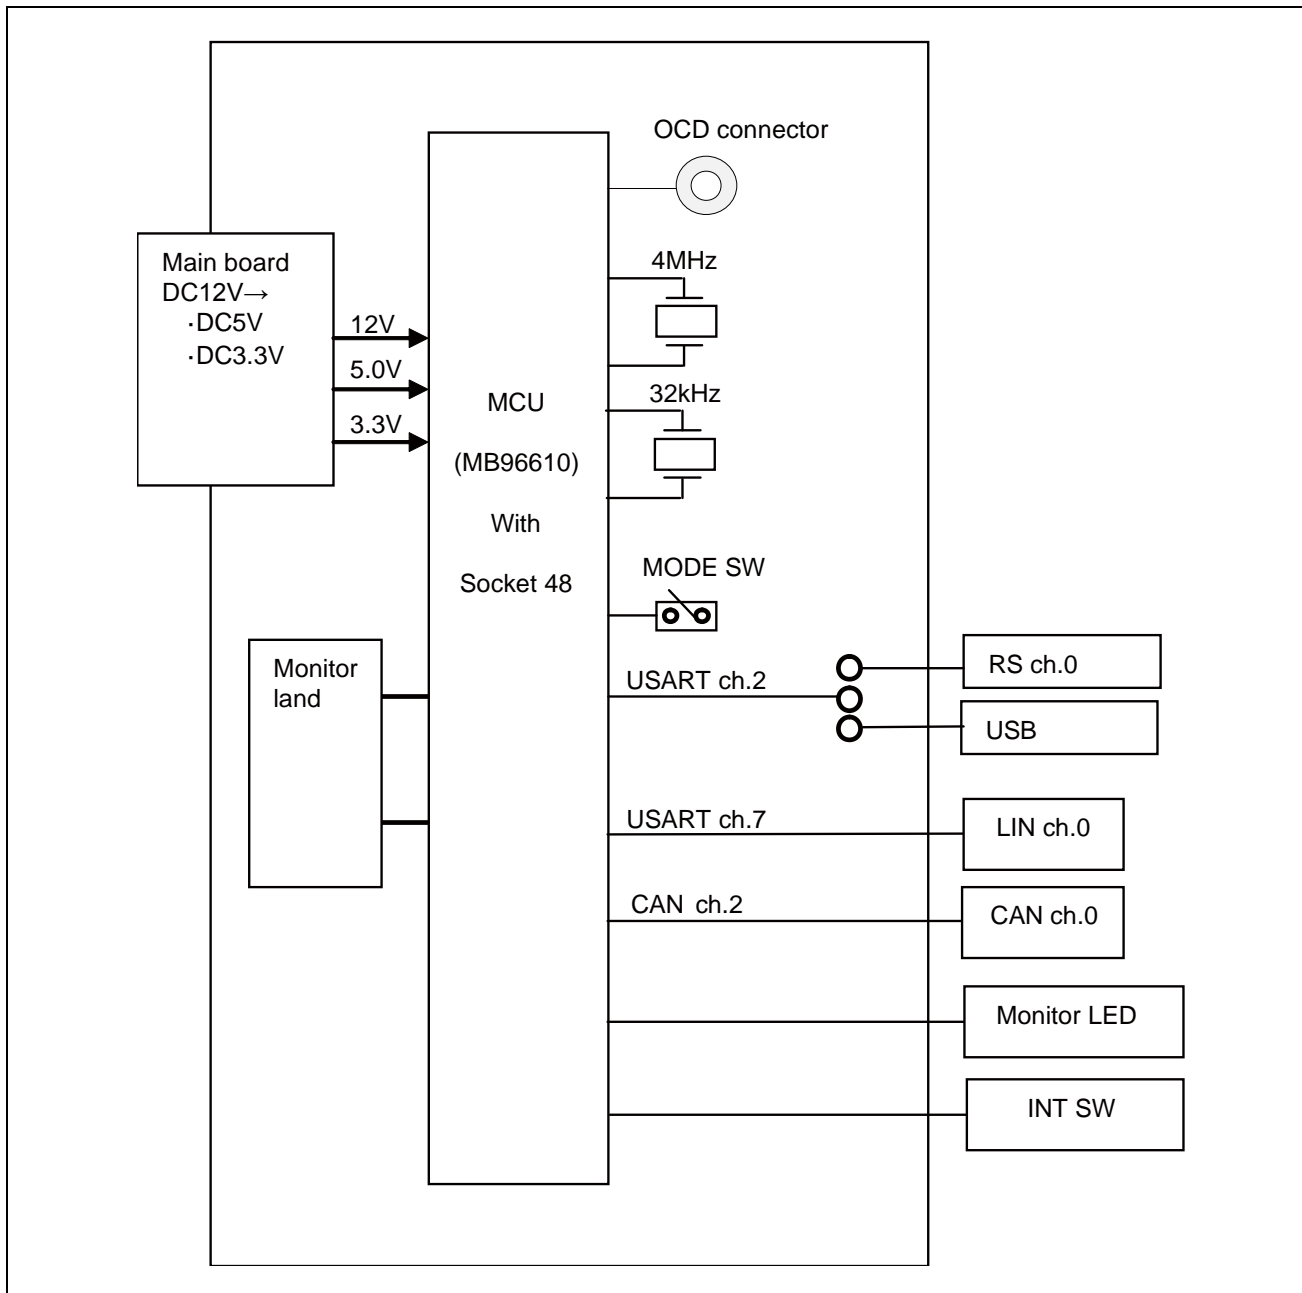 OCD connector
Main board
DC12V→
·DC5V
·DC3.3V
12V
5.0V
3.3V
4MHz
32kHz
MCU
(MB96610)
With
Socket 48
MODE SW
Monitor
land
USART ch.2
RS ch.0
USB
USART ch.7
LIN ch.0
CAN ch.2
CAN ch.0
Monitor LED
INT SW